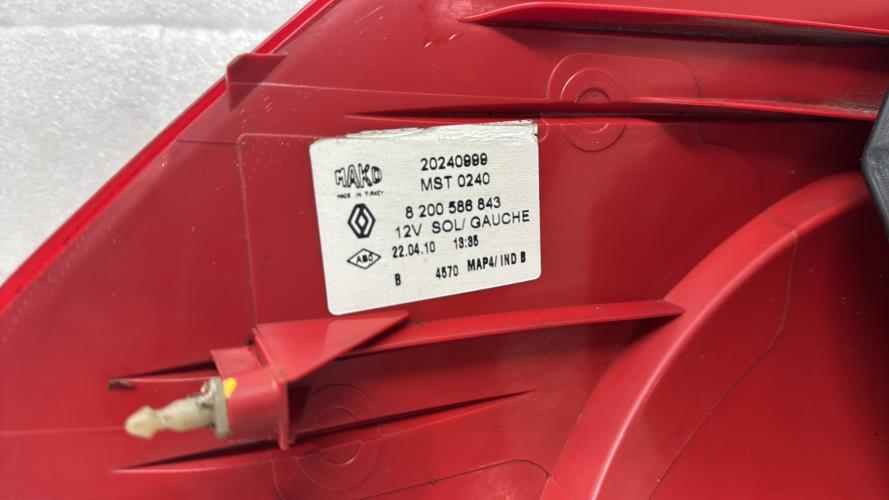 MAKO
MADE IN TURKEY
20240999
MST 0240
8 200 586 843
12V SOL/ GAUCHE
22.04.10 13:35
ABS
B 4570 MAP4/ IND B